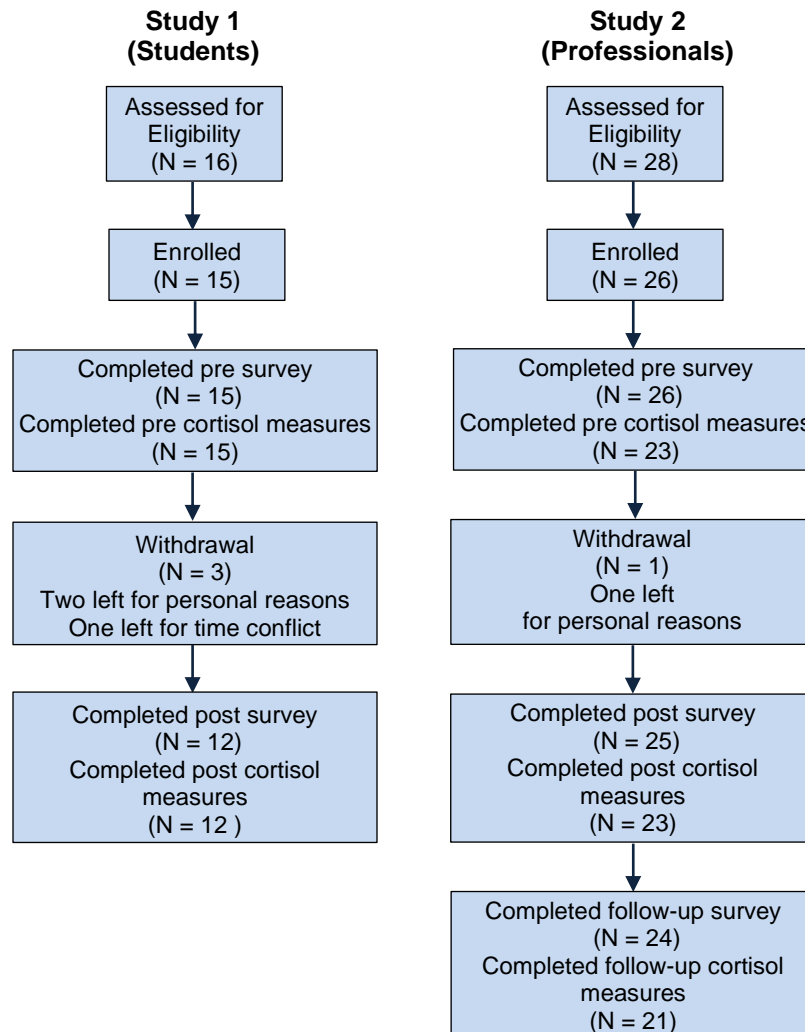 Study 1
(Students)
Assessed for
Eligibility
(N = 16)
Enrolled
(N = 15)
Completed pre survey
(N = 15)
Completed pre cortisol measures
(N = 15)
Withdrawal
(N = 3)
Two left for personal reasons
One left for time conflict
Completed post survey
(N = 12)
Completed post cortisol
measures
(N = 12 )
Study 2
(Professionals)
Assessed for
Eligibility
(N = 28)
Enrolled
(N = 26)
Completed pre survey
(N = 26)
Completed pre cortisol measures
(N = 23)
Withdrawal
(N = 1)
One left
for personal reasons
Completed post survey
(N = 25)
Completed post cortisol
measures
(N = 23)
Completed follow-up survey
(N = 24)
Completed follow-up cortisol
measures
(N = 21)